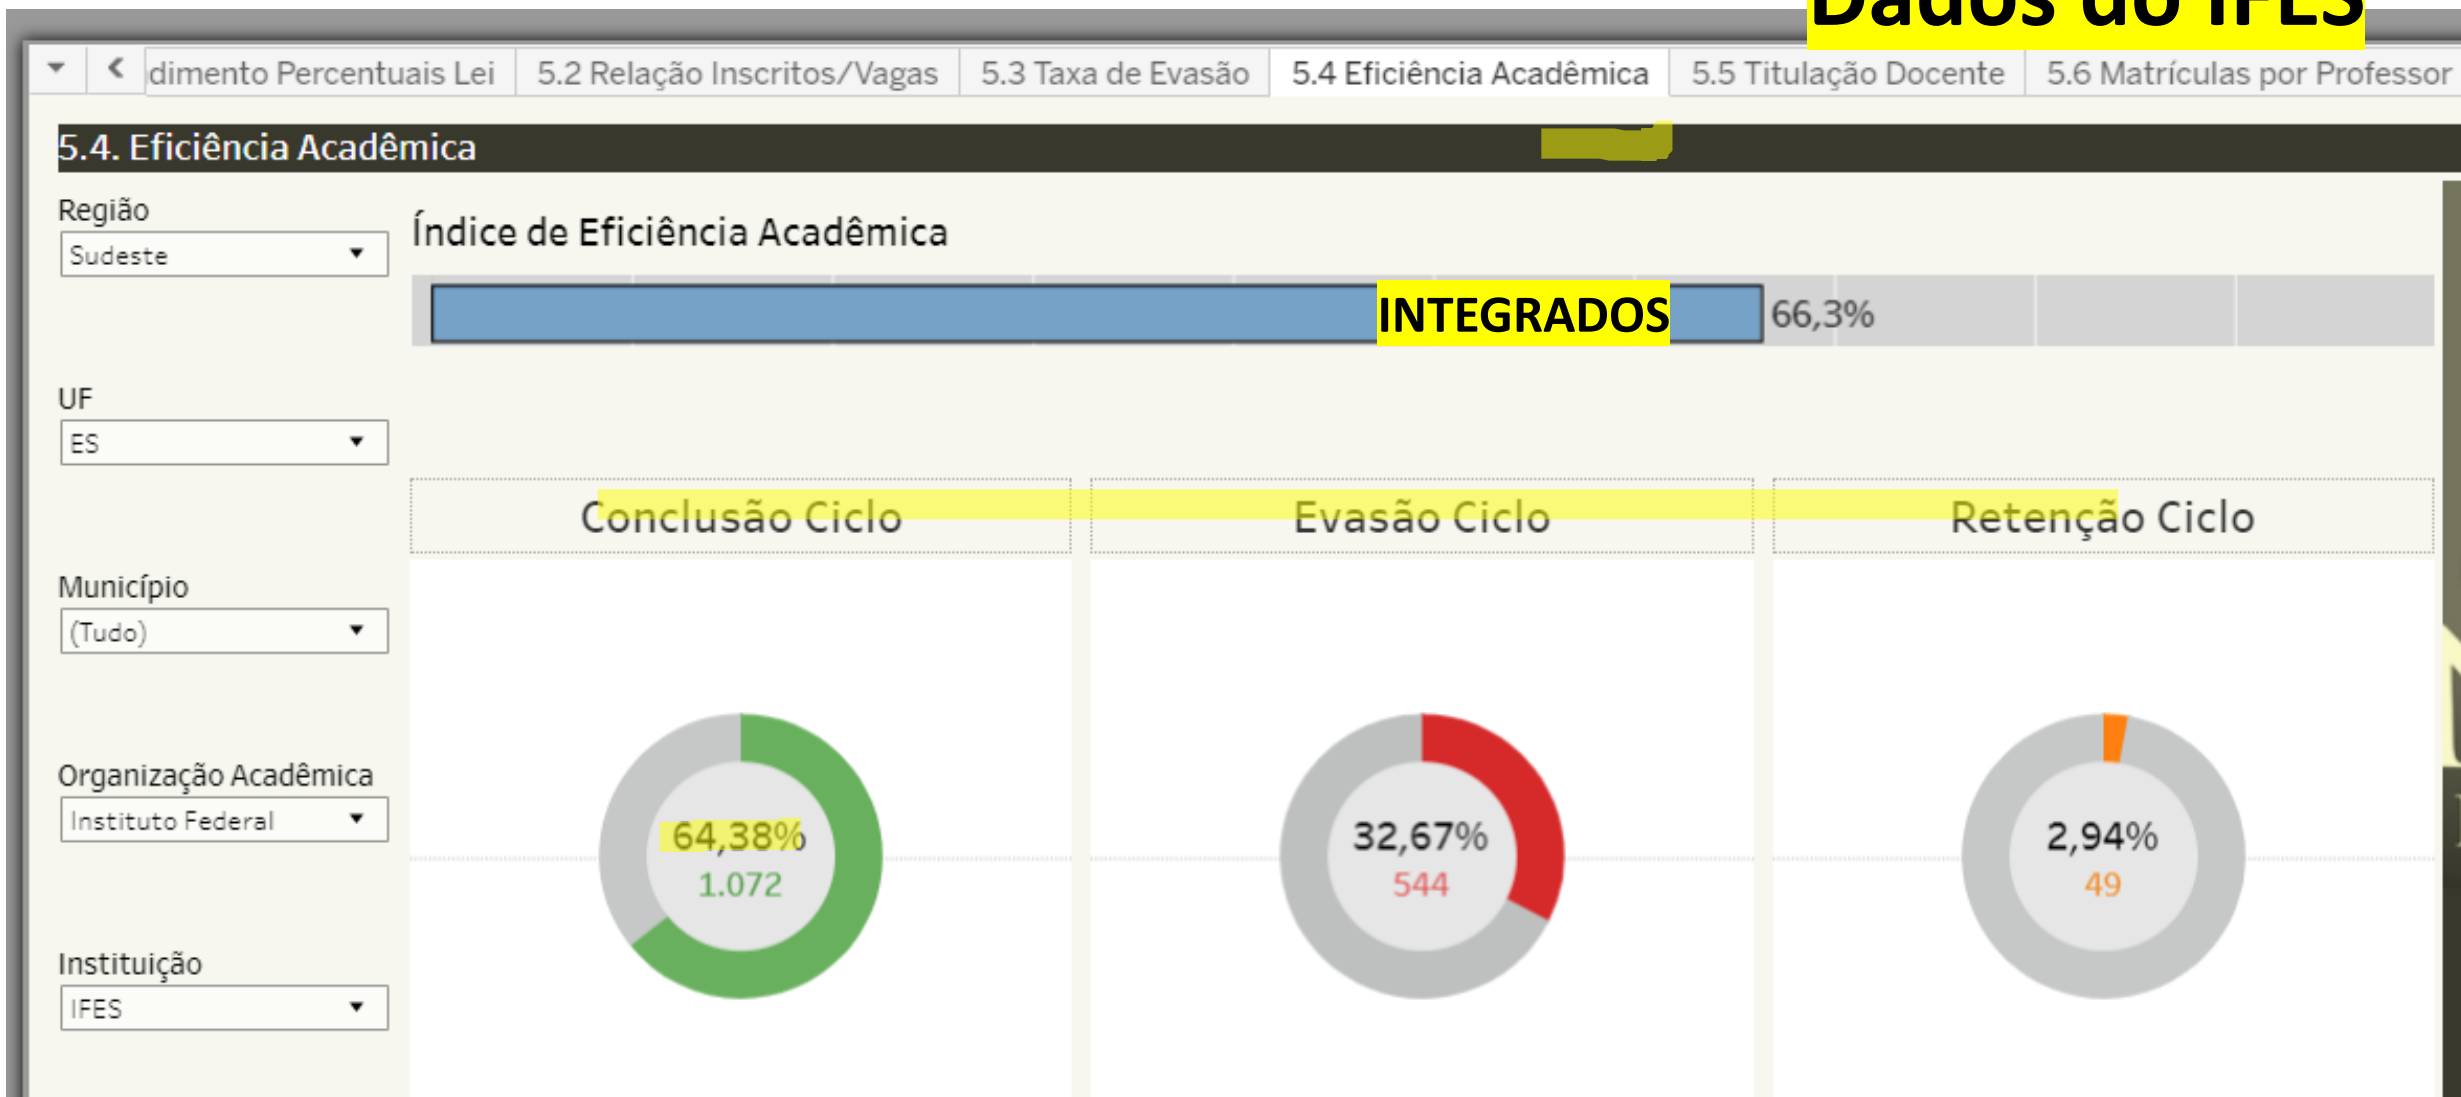 Dados do IFES
dimento Percentuais Lei 5.2 Relação Inscritos/Vagas 5.3 Taxa de Evasão 5.4 Eficiência Acadêmica 5.5 Titulação Docente 5.6 Matrículas por Professor
5.4. Eficiência Acadêmica
Região
Sudeste
Índice de Eficiência Acadêmica
INTEGRADOS 66,3%
UF
ES
Conclusão Ciclo Evasão Ciclo Retenção Ciclo
Município
(Tudo)
Organização Acadêmica
Instituto Federal
64,38% 32,67% 2,94%
1.072 544 49
Instituição
IFES